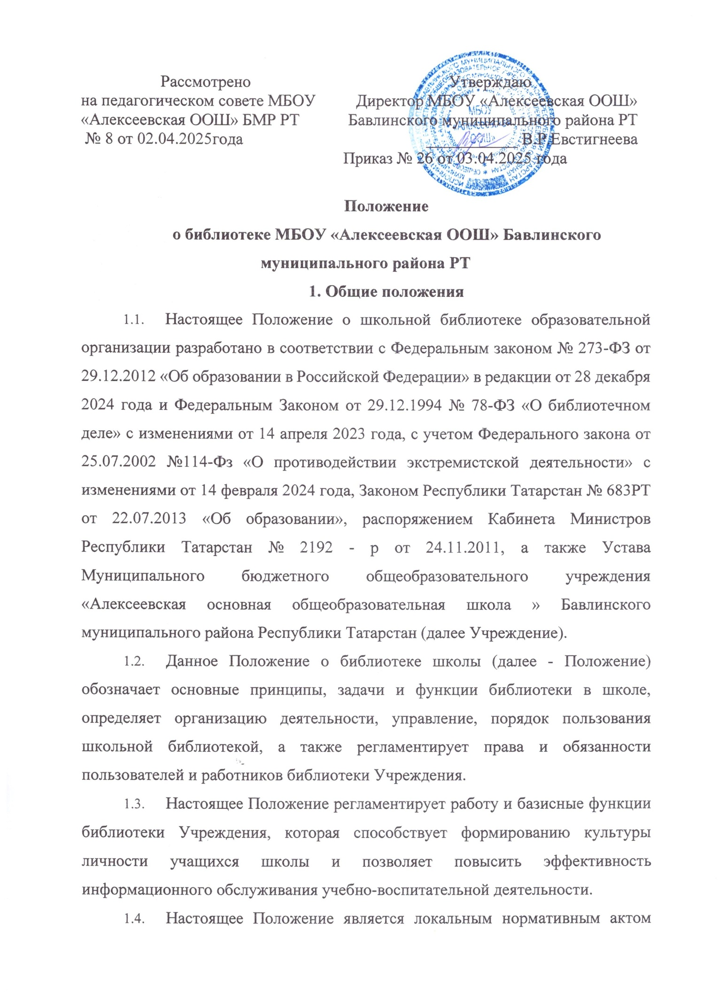 Рассмотрено
на педагогическом совете МБОУ
«Алексеевская ООШ» БМР РТ
№ 8 от 02.04.2025года
Утверждаю
Директор МБОУ «Алексеевская ООШ»
Бавлинского муниципального района РТ
В.Р.Евстигнеева
Приказ № 26 от 03.04.2025 года
МБОУ
«Алексеевская
ООШ»
Положение
о библиотеке МБОУ «Алексеевская ООШ» Бавлинского
муниципального района РТ
1. Общие положения
1.1. Настоящее Положение о школьной библиотеке образовательной
организации разработано в соответствии с Федеральным законом № 273-ФЗ от
29.12.2012 «Об образовании в Российской Федерации» в редакции от 28 декабря
2024 года и Федеральным Законом от 29.12.1994 № 78-ФЗ «О библиотечном
деле» с изменениями от 14 апреля 2023 года, с учетом Федерального закона от
25.07.2002 №114-Фз «О противодействии экстремистской деятельности» с
изменениями от 14 февраля 2024 года, Законом Республики Татарстан № 683РТ
от 22.07.2013 «Об образовании», распоряжением Кабинета Министров
Республики Татарстан № 2192 - р от 24.11.2011, а также Устава
Муниципального бюджетного общеобразовательного учреждения
«Алексеевская основная общеобразовательная школа » Бавлинского
муниципального района Республики Татарстан (далее Учреждение).
1.2. Данное Положение о библиотеке школы (далее - Положение)
обозначает основные принципы, задачи и функции библиотеки в школе,
определяет организацию деятельности, управление, порядок пользования
школьной библиотекой, а также регламентирует права и обязанности
пользователей и работников библиотеки Учреждения.
1.3. Настоящее Положение регламентирует работу и базисные функции
библиотеки Учреждения, которая способствует формированию культуры
личности учащихся школы и позволяет повысить эффективность
информационного обслуживания учебно-воспитательной деятельности.
1.4. Настоящее Положение является локальным нормативным актом